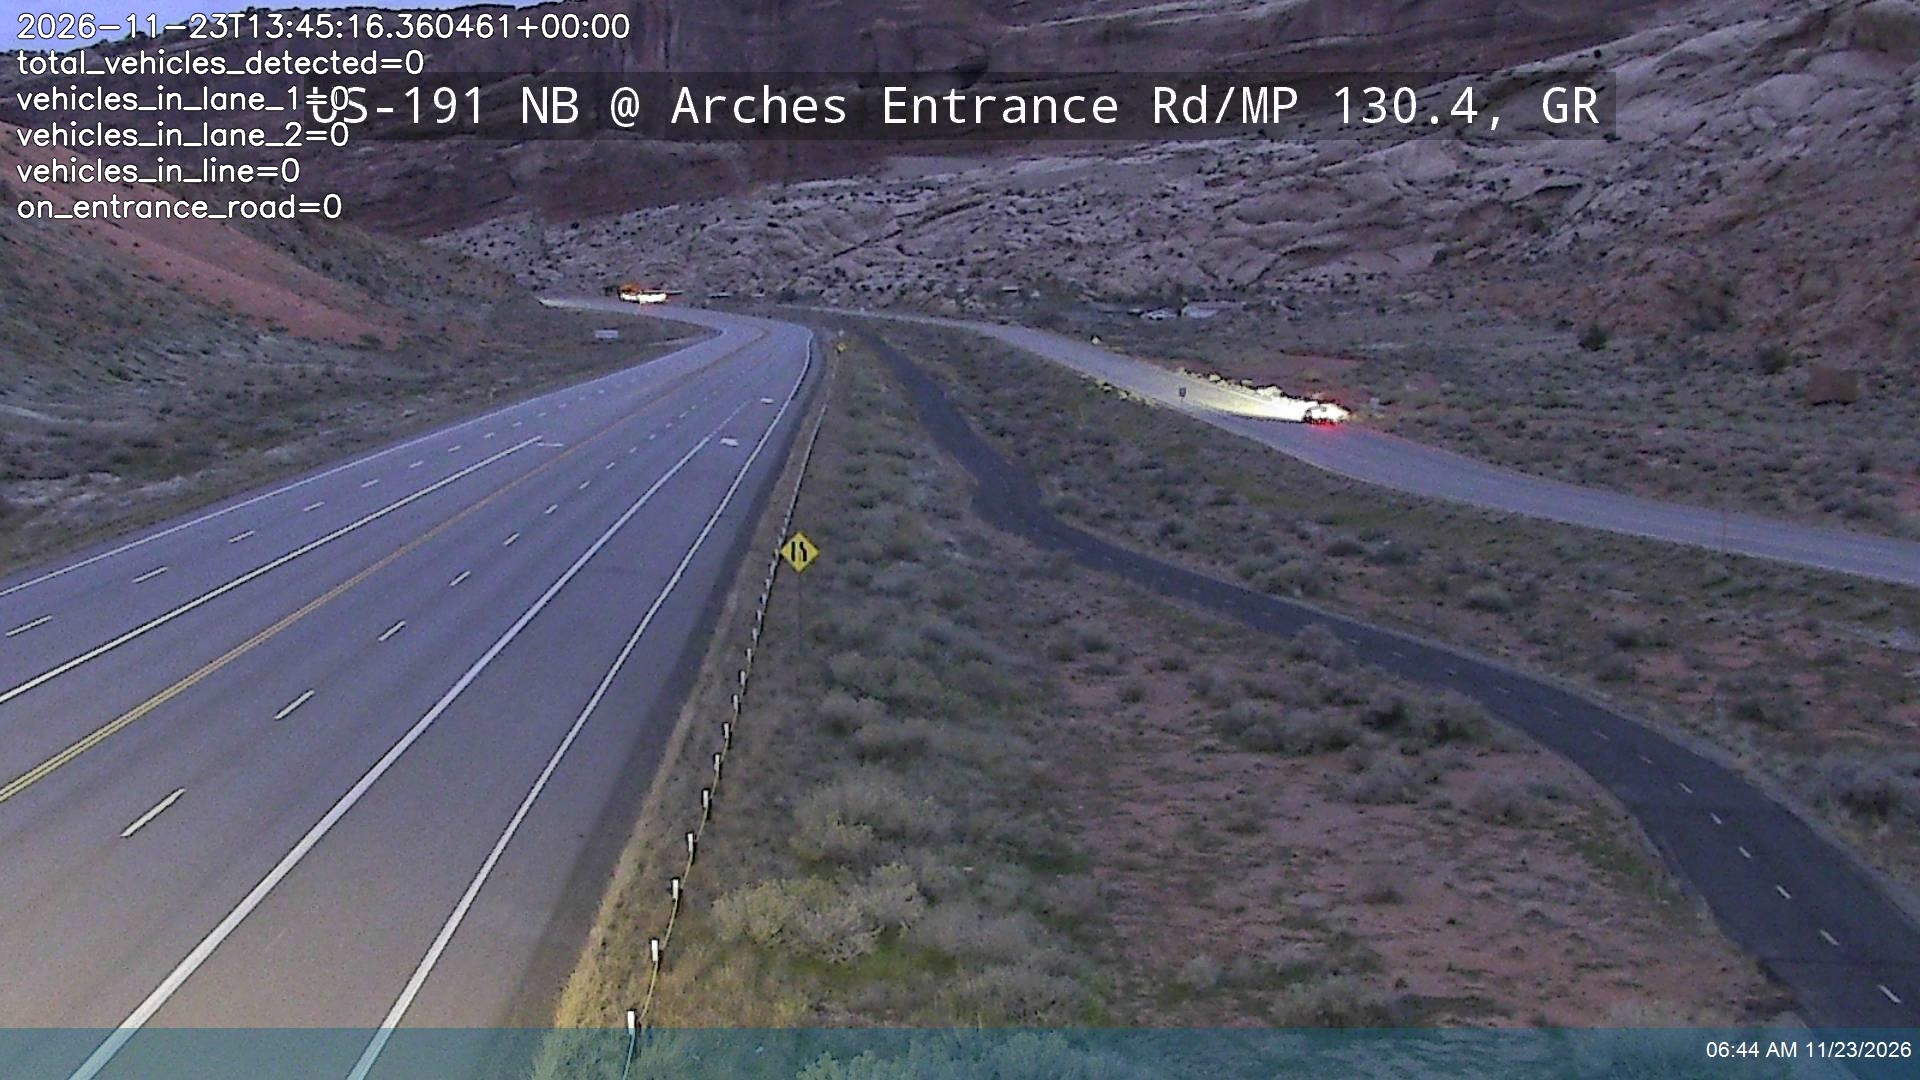 2026-11-23T13:45:16.360461+00:00
total_vehicles_detected=0
vehicles_in_lane_1=0
US-191 NB @ Arches Entrance Rd/MP 130.4, GR
vehicles_in_lane_2=0
vehicles_in_line=0
on_entrance_road=0
06:44 AM 11/23/2026